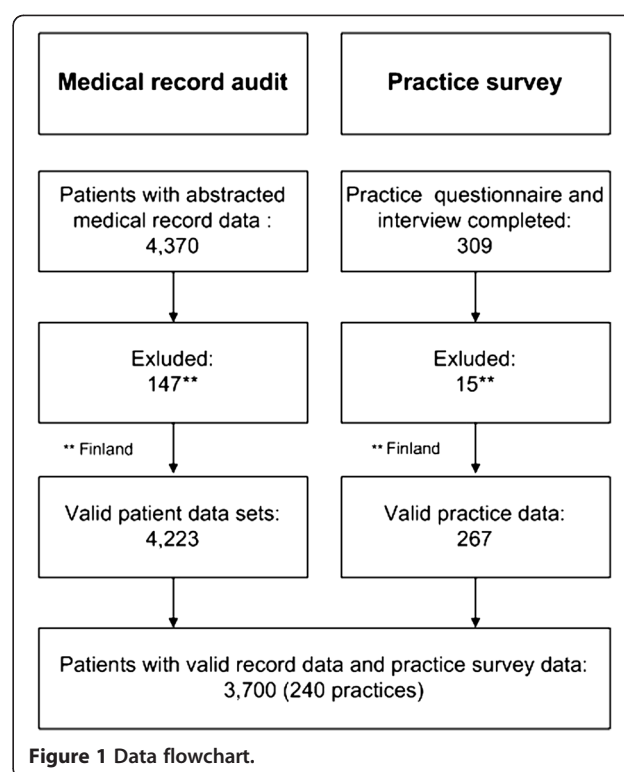 Medical record audit
Practice survey
Patients with abstracted
medical record data :
4,370
Practice questionnaire and
interview completed:
309
Exluded:
147**
Exluded:
15**
** Finland
** Finland
Valid patient data sets:
4,223
Valid practice data:
267
Patients with valid record data and practice survey data:
3,700 (240 practices)
Figure 1 Data flowchart.